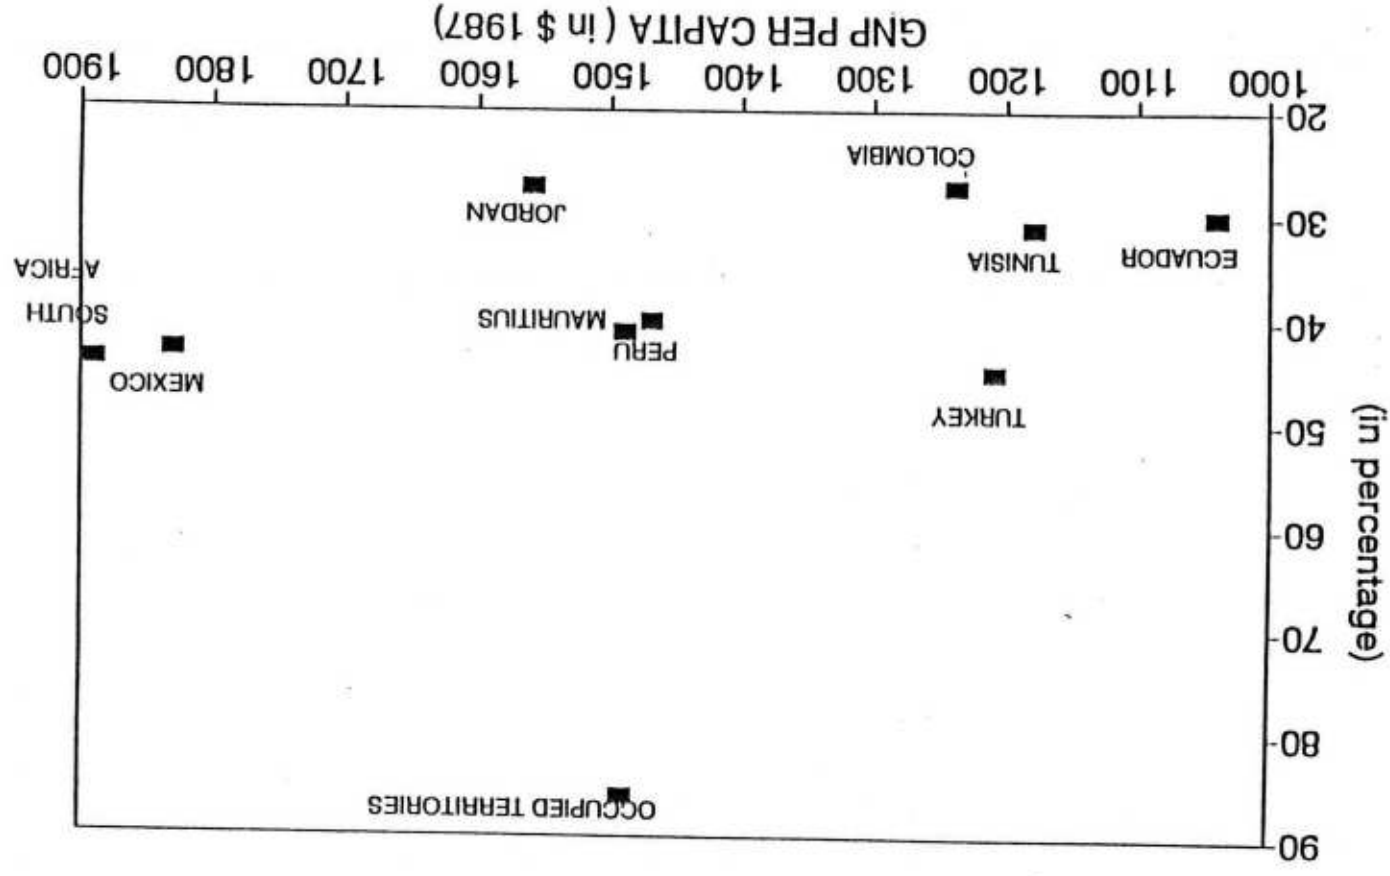 90
80
70
60
50
40
30
20
(in percentage)
OCCUPIED TERRITORIES
TURKEY
MEXICO
PERU
MAURITIUS
SOUTH
AFRICA
ECUADOR
TUNISIA
JORDAN
COLOMBIA
1000 1100 1200 1300 1400 1500 1600 1700 1800 1900
GNP PER CAPITA ( in $ 1987)